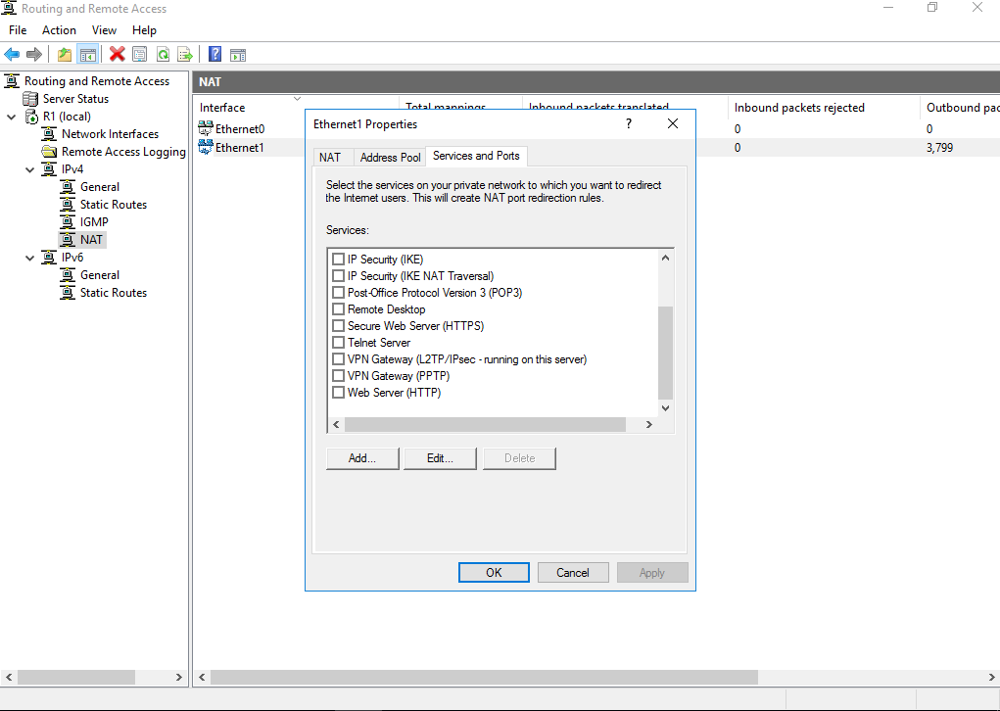 Routing and Remote Access
File Action View Help
Routing and Remote Access
Server Status
R1 (local)
Network Interfaces
Remote Access Logging
IPv4
General
Static Routes
IGMP
NAT
IPv6
General
Static Routes
NAT
Interface Total mappings Inbound packets translated Inbound packets rejected Outbound pac
Ethernet0 0 0
Ethernet1 0 3,799
Ethernet1 Properties ?
NAT Address Pool Services and Ports
Select the services on your private network to which you want to redirect
the Internet users. This will create NAT port redirection rules.
Services:
IP Security (IKE)
IP Security (IKE NAT Traversal)
Post-Office Protocol Version 3 (POP3)
Remote Desktop
Secure Web Server (HTTPS)
Telnet Server
VPN Gateway (L2TP/IPsec - running on this server)
VPN Gateway (PPTP)
Web Server (HTTP)
Add... Edit... Delete
OK Cancel Apply